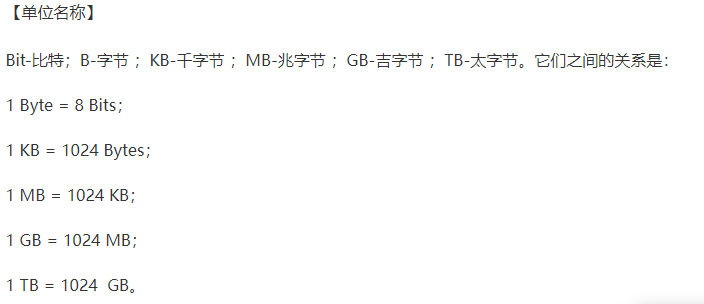 【单位名称】
Bit-比特；B-字节 ；KB-千字节 ；MB-兆字节 ；GB-吉字节 ；TB-太字节。它们之间的关系是：
1 Byte = 8 Bits；
1 KB = 1024 Bytes；
1 MB = 1024 KB；
1 GB = 1024 MB；
1 TB = 1024  GB。